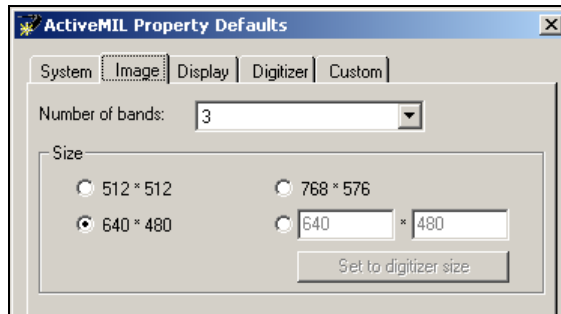 ActiveMIL Property Defaults
System Image Display Digitizer Custom
Number of bands: 3
Size
512 * 512 768 * 576
640 * 480 640 * 480
Set to digitizer size